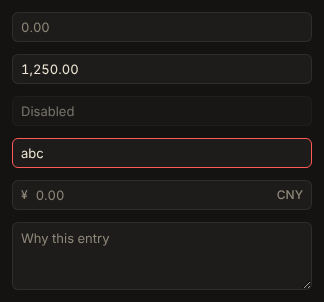 0.00
1,250.00
Disabled
abc
¥ 0.00 CNY
Why this entry